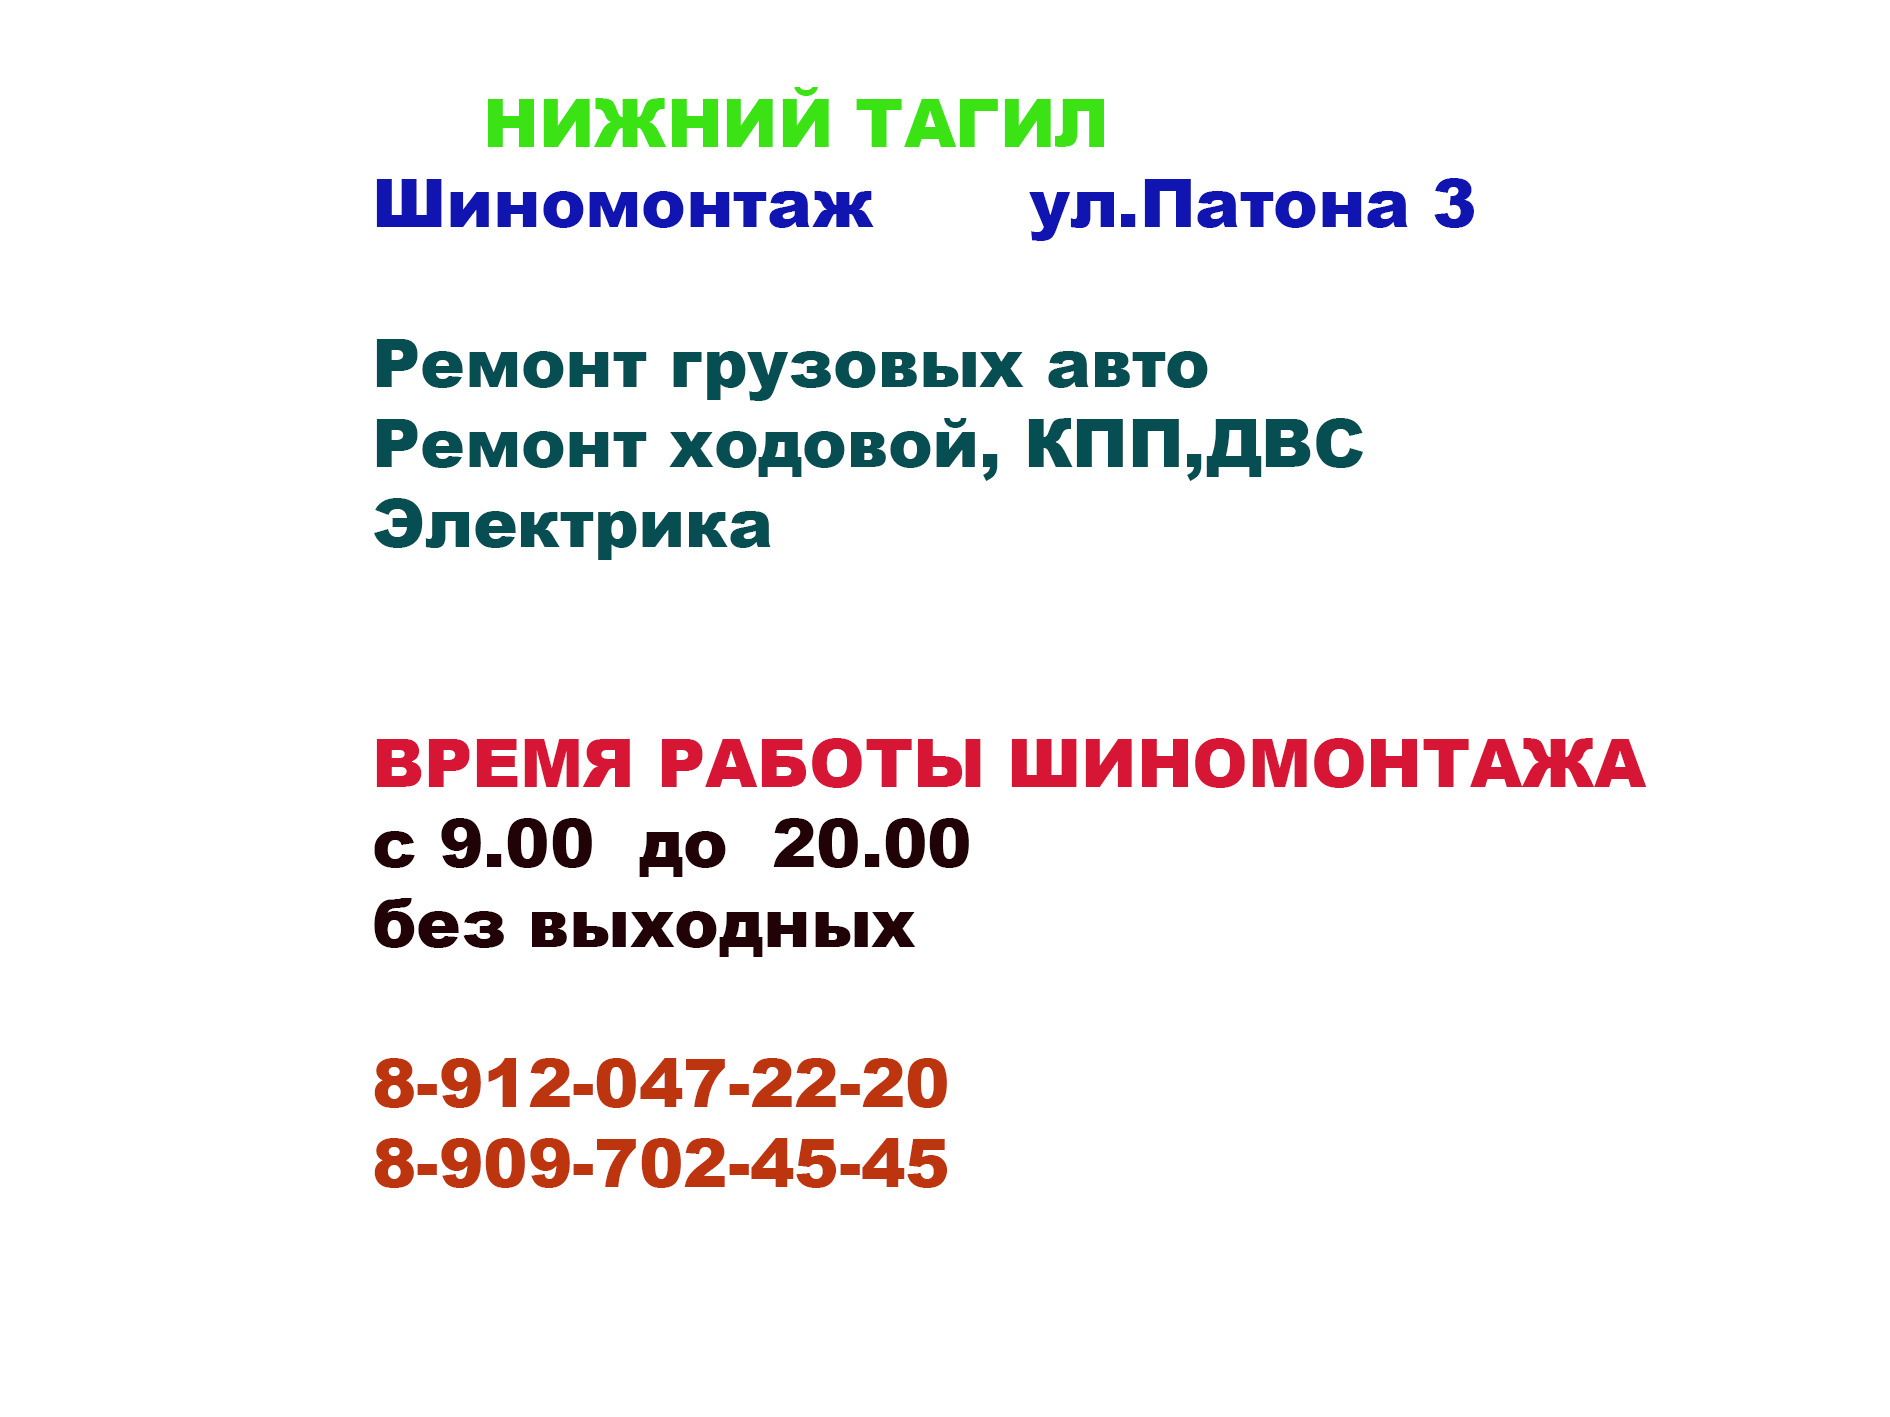 НИЖНИЙ ТАГИЛ
Шиномонтаж ул.Патона 3
Ремонт грузовых авто
Ремонт ходовой, КПП,ДВС
Электрика
ВРЕМЯ РАБОТЫ ШИНОМОНТАЖА
с 9.00 до 20.00
без выходных
8-912-047-22-20
8-909-702-45-45